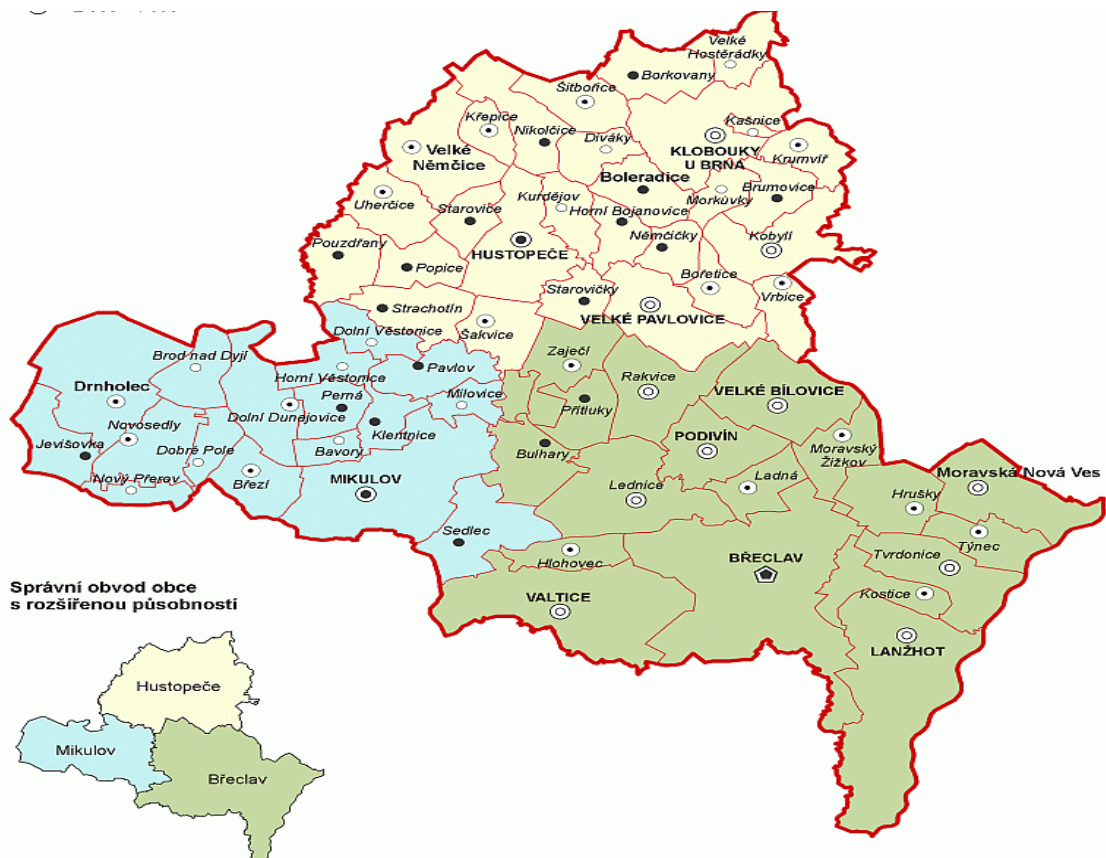 Velké
Hostěrádky
Borkovany
Šitbořice
Křepice
Nikolčice
Diváky
Kašnice
KLOBOUKY
U BRNA
Krumvíř
Velké
Němčice
Boleradice
Uherčice
Starovice
Kurdějov
Horní Bojanovice
Morkůvky
Brumovice
Němčičky
Kobylí
Pouzdřany
HUSTOPEČE
Popice
Bořetice
Vrbice
Starovičky
Strachotín
VELKÉ PAVLOVICE
Dolní Věstonice
Šakvice
Brod nad Dyjí
Zaječí
Pavlov
Horní Věstonice
Rakvice
Drnholec
VELKÉ BÍLOVICE
Perná
Milovice
Dolní Dunajovice
Přítluky
Novosedly
Klentnice
PODIVÍN
Jevišovka
Dobré Pole
Bavory
Bulhary
Moravský
Žižkov
Nový Přerov
Březí
MIKULOV
Lednice
Ladná
Moravská Nová Ves
Hrušky
Sedlec
Týnec
Hlohovec
BŘECLAV
Tvrdonice
VALTICE
Kostice
LANŽHOT
Správní obvod obce
s rozšířenou působností
Hustopeče
Mikulov
Břeclav